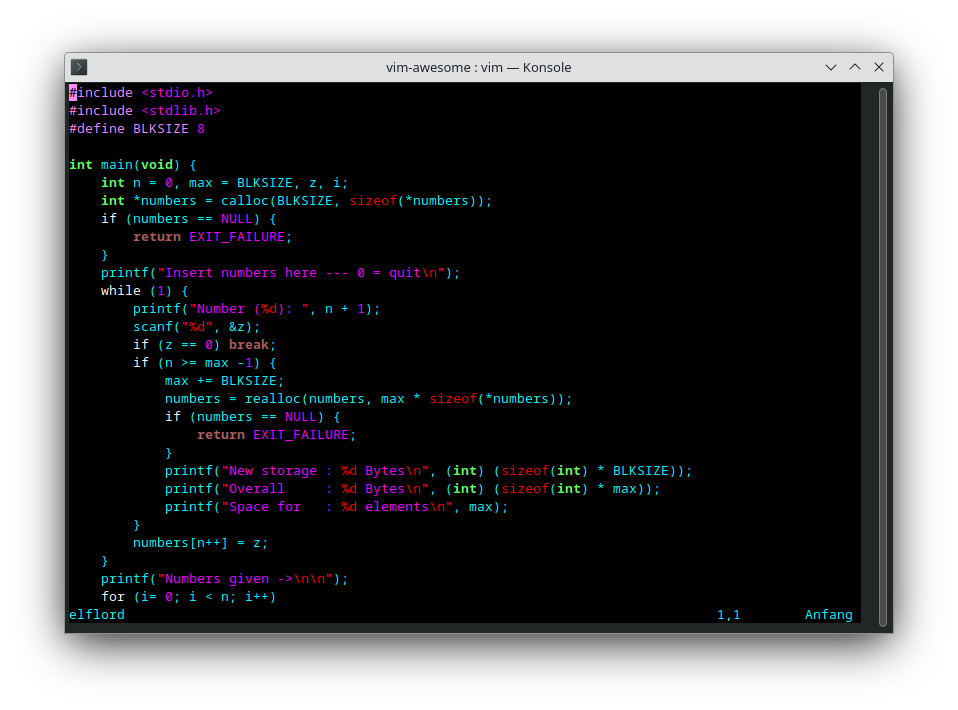 vim-awesome : vim — Konsole
#include <stdio.h>
#include <stdlib.h>
#define BLKSIZE 8

int main(void) {
    int n = 0, max = BLKSIZE, z, i;
    int *numbers = calloc(BLKSIZE, sizeof(*numbers));
    if (numbers == NULL) {
        return EXIT_FAILURE;
    }
    printf("Insert numbers here --- 0 = quit\n");
    while (1) {
        printf("Number (%d): ", n + 1);
        scanf("%d", &z);
        if (z == 0) break;
        if (n >= max -1) {
            max += BLKSIZE;
            numbers = realloc(numbers, max * sizeof(*numbers));
            if (numbers == NULL) {
                return EXIT_FAILURE;
            }
            printf("New storage : %d Bytes\n", (int) (sizeof(int) * BLKSIZE));
            printf("Overall     : %d Bytes\n", (int) (sizeof(int) * max));
            printf("Space for   : %d elements\n", max);
        }
        numbers[n++] = z;
    }
    printf("Numbers given ->\n\n");
    for (i= 0; i < n; i++)
elflord 1,1 Anfang